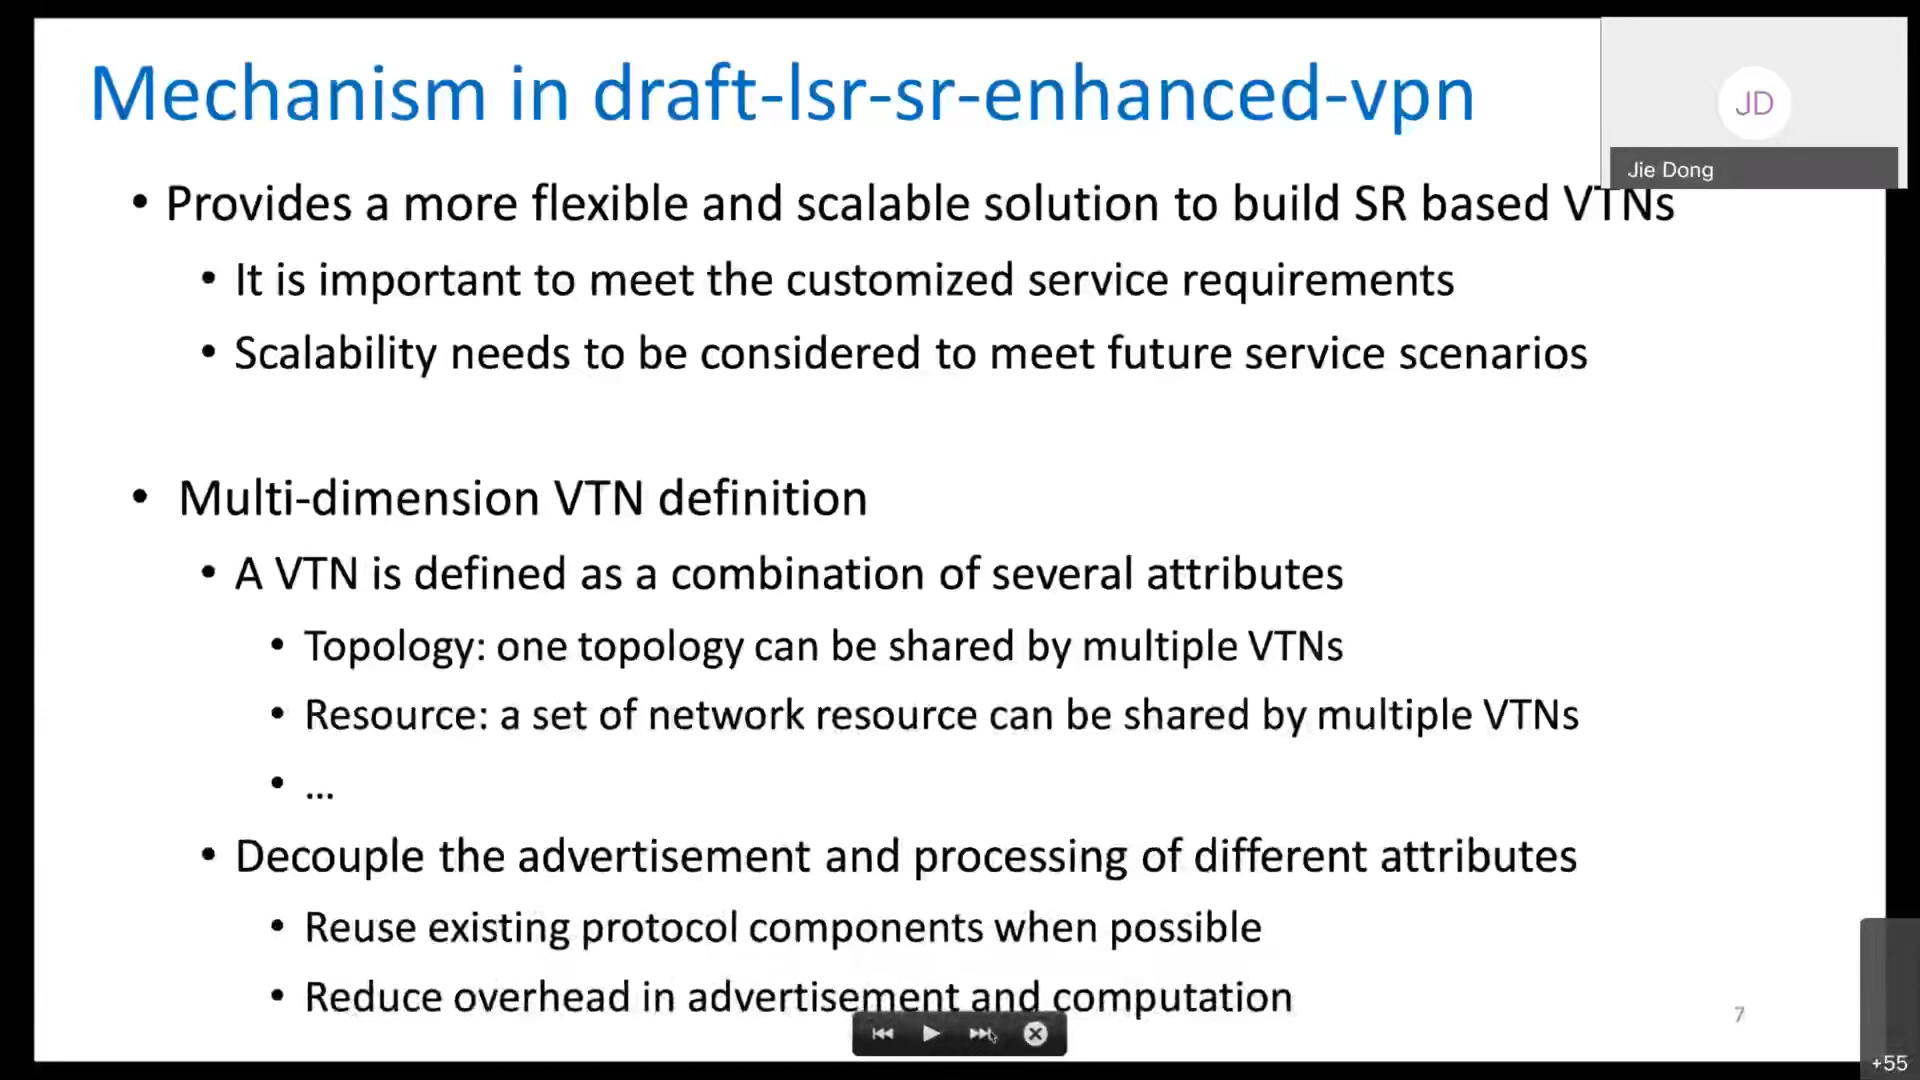 Mechanism in draft-lsr-sr-enhanced-vpn
JD
Jie Dong
• Provides a more flexible and scalable solution to build SR based VTNs
• It is important to meet the customized service requirements
• Scalability needs to be considered to meet future service scenarios
• Multi-dimension VTN definition
• A VTN is defined as a combination of several attributes
• Topology: one topology can be shared by multiple VTNs
• Resource: a set of network resource can be shared by multiple VTNs
• ...
• Decouple the advertisement and processing of different attributes
• Reuse existing protocol components when possible
• Reduce overhead in advertisement and computation
7
+55